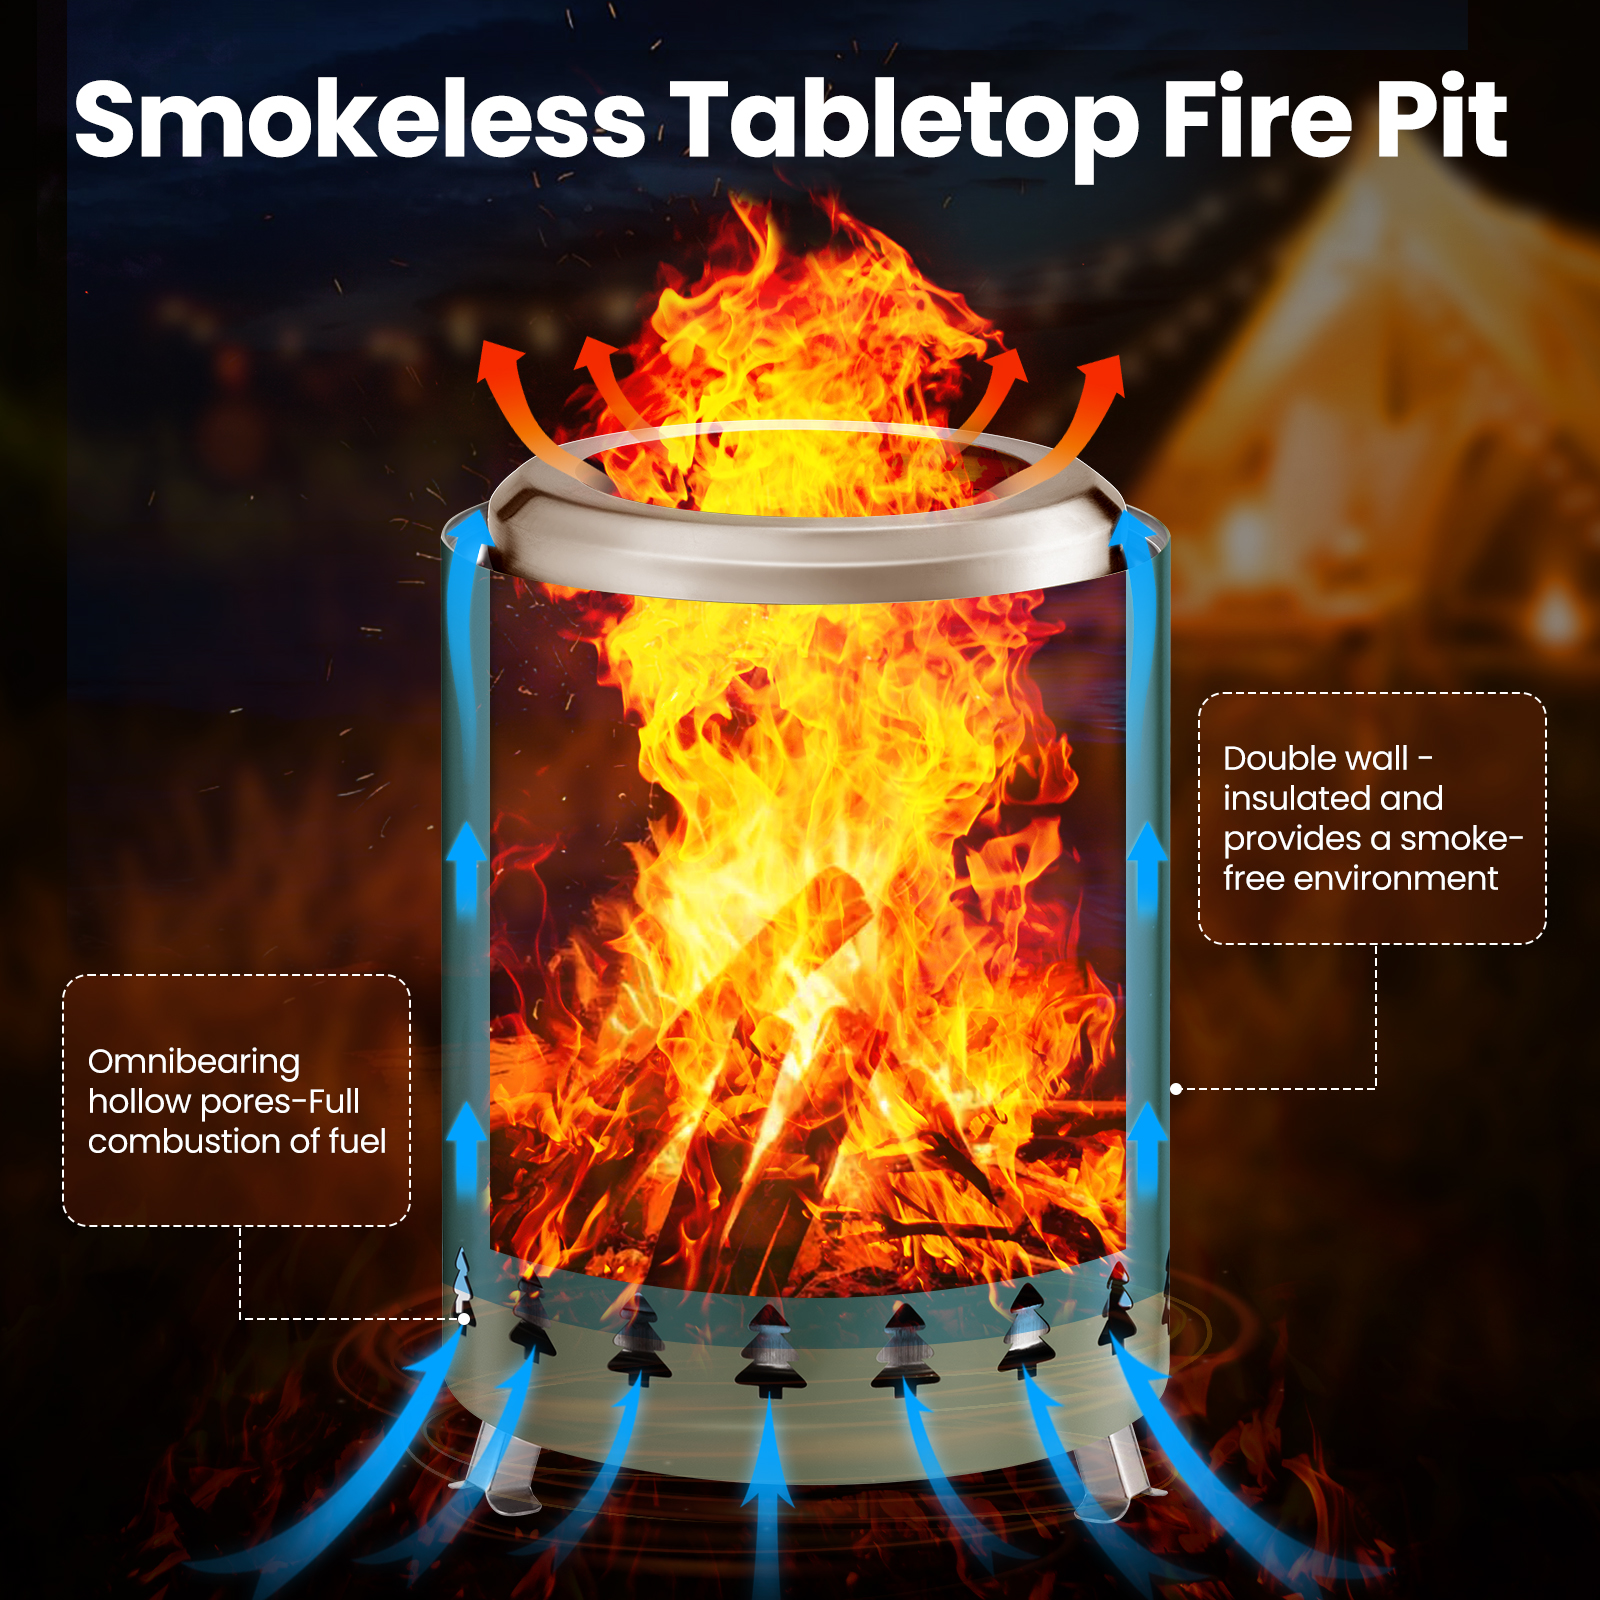 Smokeless Tabletop Fire Pit
Double wall -
insulated and
provides a smoke-
free environment
Omnibearing
hollow pores-Full
combustion of fuel